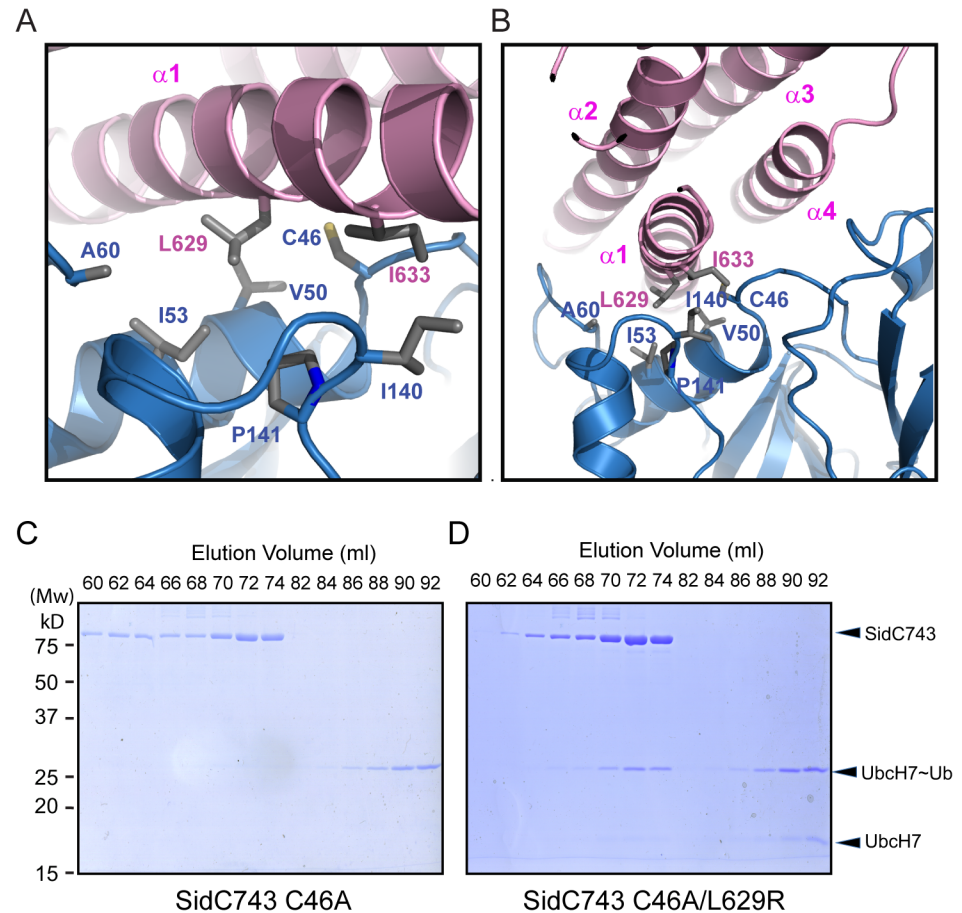 A
α1
A60
L629
C46
I633
V50
I53
I140
P141
B
α2
α3
α4
α1
I633
L629
I140
C46
A60
I53
V50
P141
C
Elution Volume (ml)
60 62 64 66 68 70 72 74 82 84 86 88 90 92
(Mw)
kD
75
50
37
25
20
15
SidC743 C46A
D
Elution Volume (ml)
60 62 64 66 68 70 72 74 82 84 86 88 90 92
SidC743
UbcH7~Ub
UbcH7
SidC743 C46A/L629R